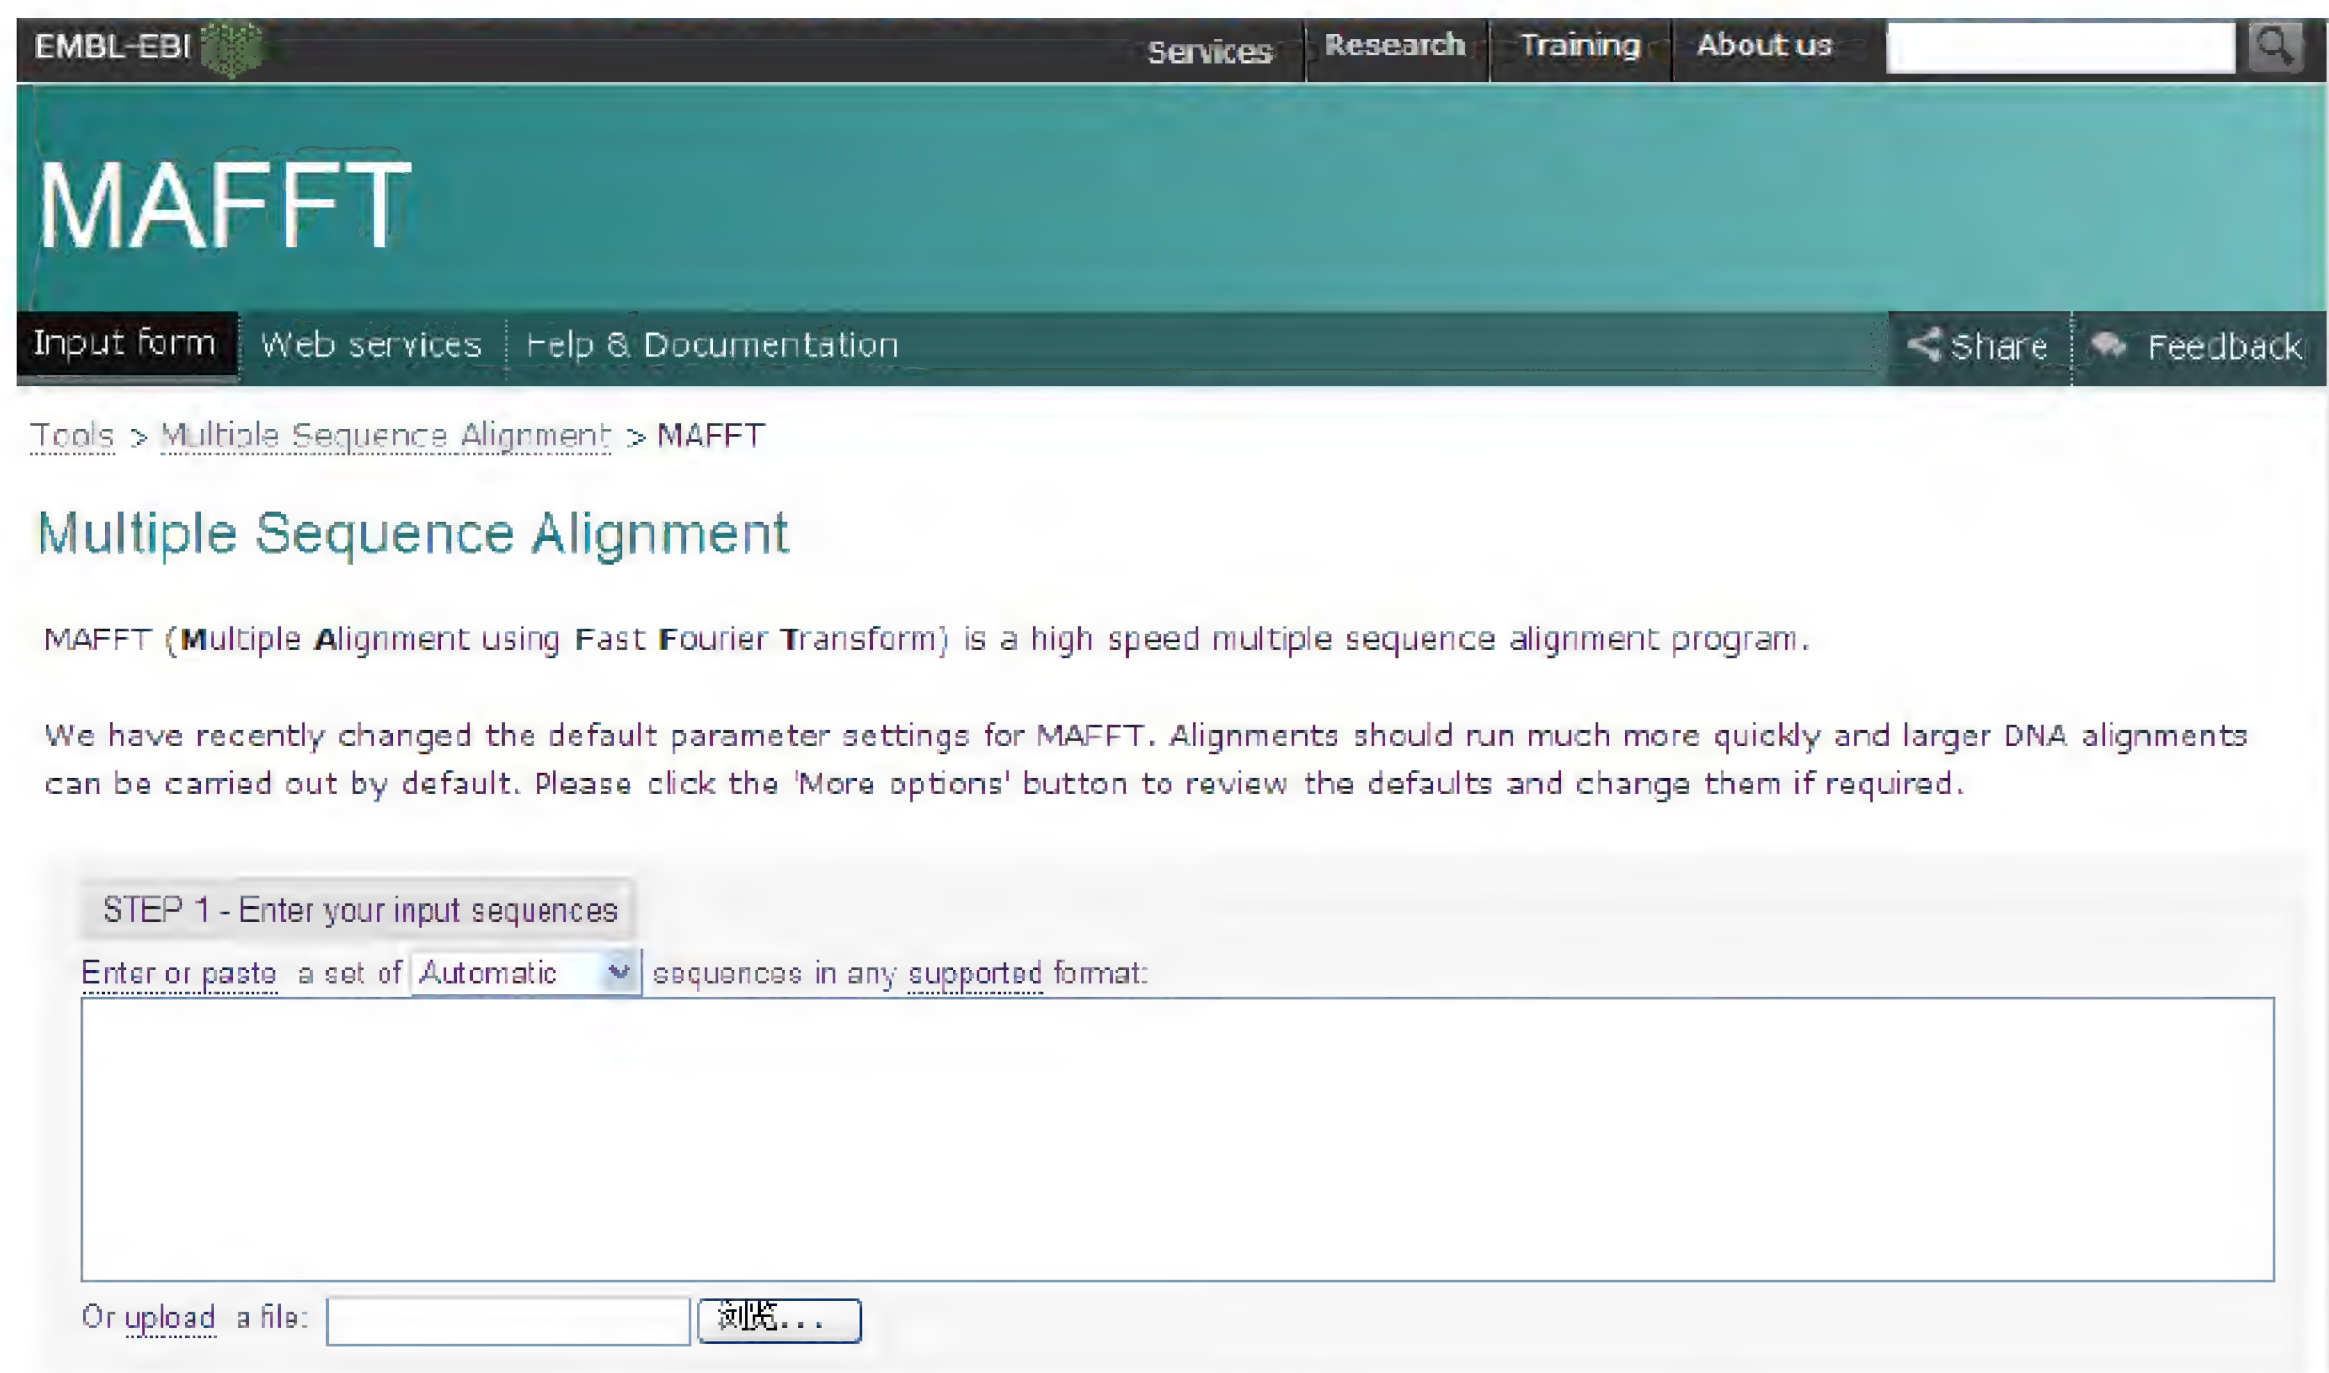 EMBL-EBI Services Research Training About us
MAFFT
Input form Web services Help & Documentation Share Feedback
Tools > Multiple Sequence Alignment > MAFFT
Multiple Sequence Alignment
MAFFT (Multiple Alignment using Fast Fourier Transform) is a high speed multiple sequence alignment program.
We have recently changed the default parameter settings for MAFFT. Alignments should run much more quickly and larger DNA alignments
can be carried out by default. Please click the 'More options' button to review the defaults and change them if required.
STEP 1 - Enter your input sequences
Enter or paste a set of Automatic sequences in any supported format:
Or upload a file: 浏览...